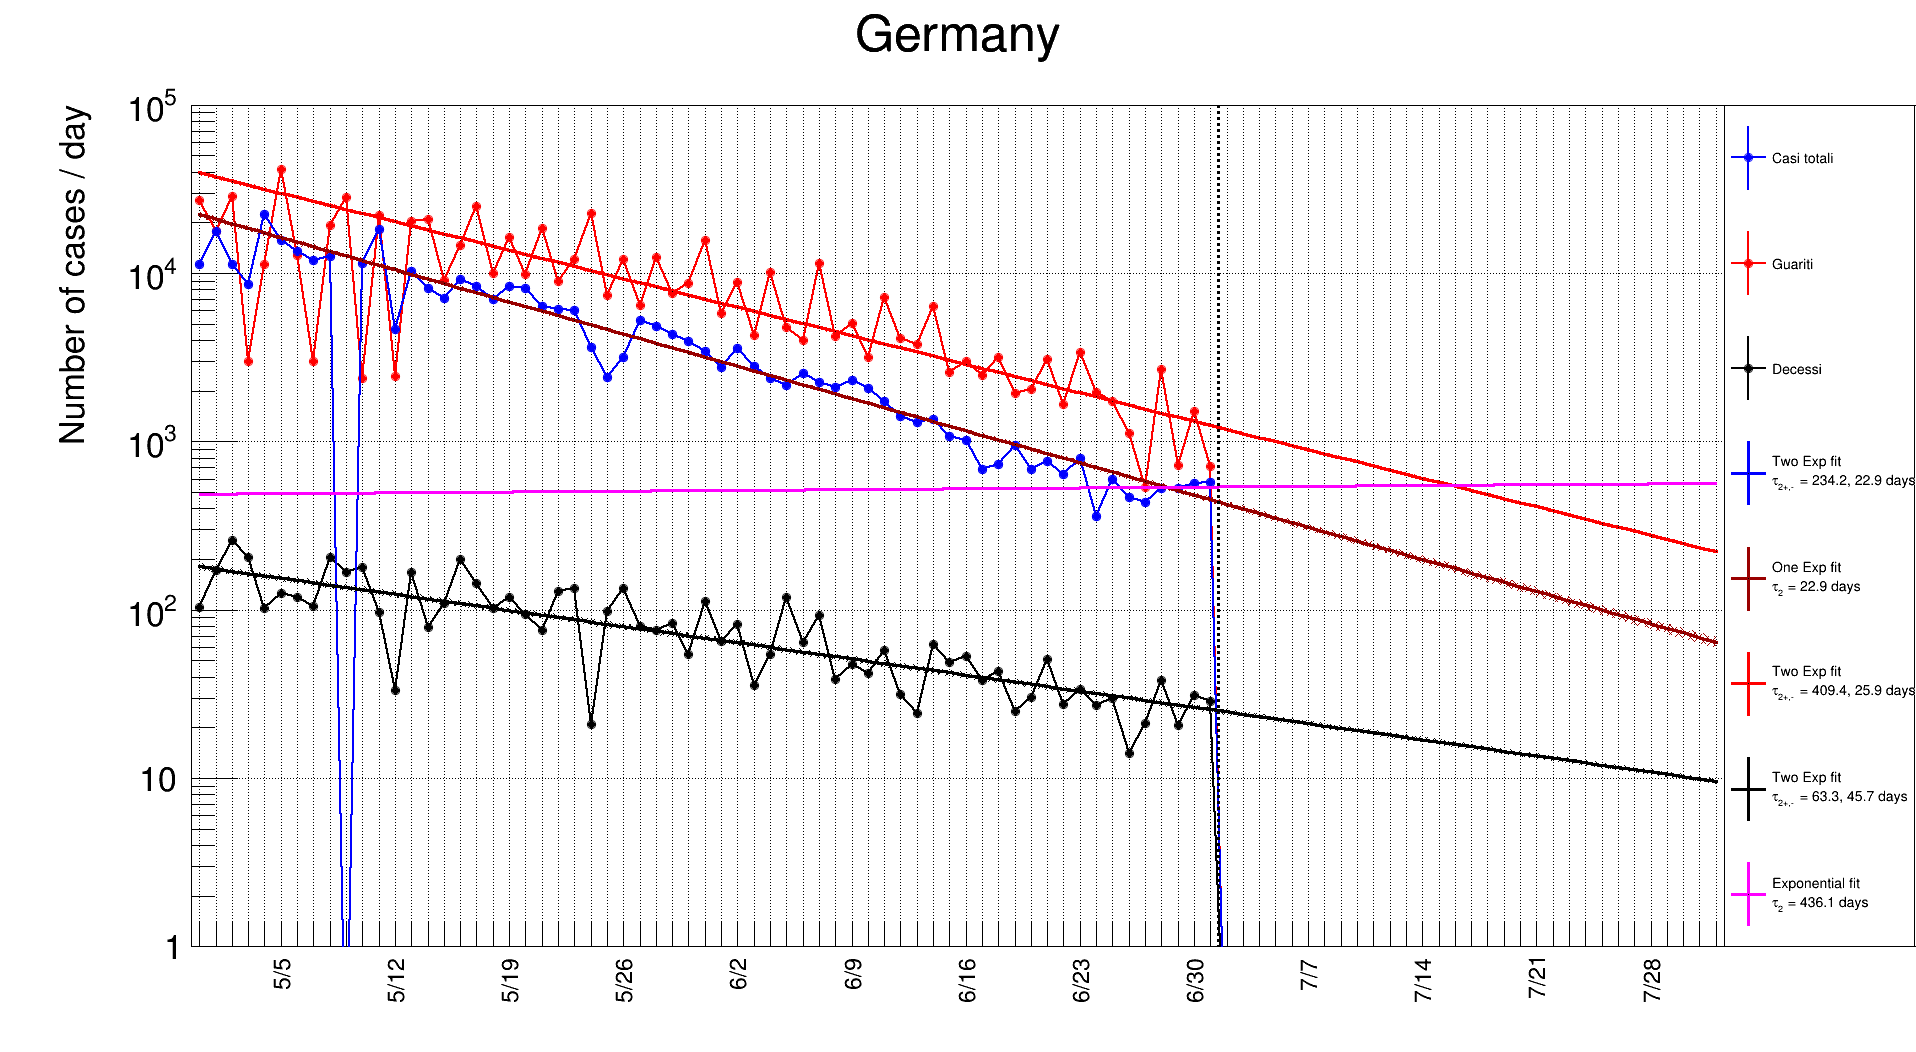 Germany
Number of cases / day
10^5
10^4
10^3
10^2
10
1
5/5
5/12
5/19
5/26
6/2
6/9
6/16
6/23
6/30
7/7
7/14
7/21
7/28
Casi totali
Guariti
Decessi
Two Exp fit
τ2+,- = 234.2, 22.9 days
One Exp fit
τ2 = 22.9 days
Two Exp fit
τ2+,- = 409.4, 25.9 days
Two Exp fit
τ2+,- = 63.3, 45.7 days
Exponential fit
τ2 = 436.1 days